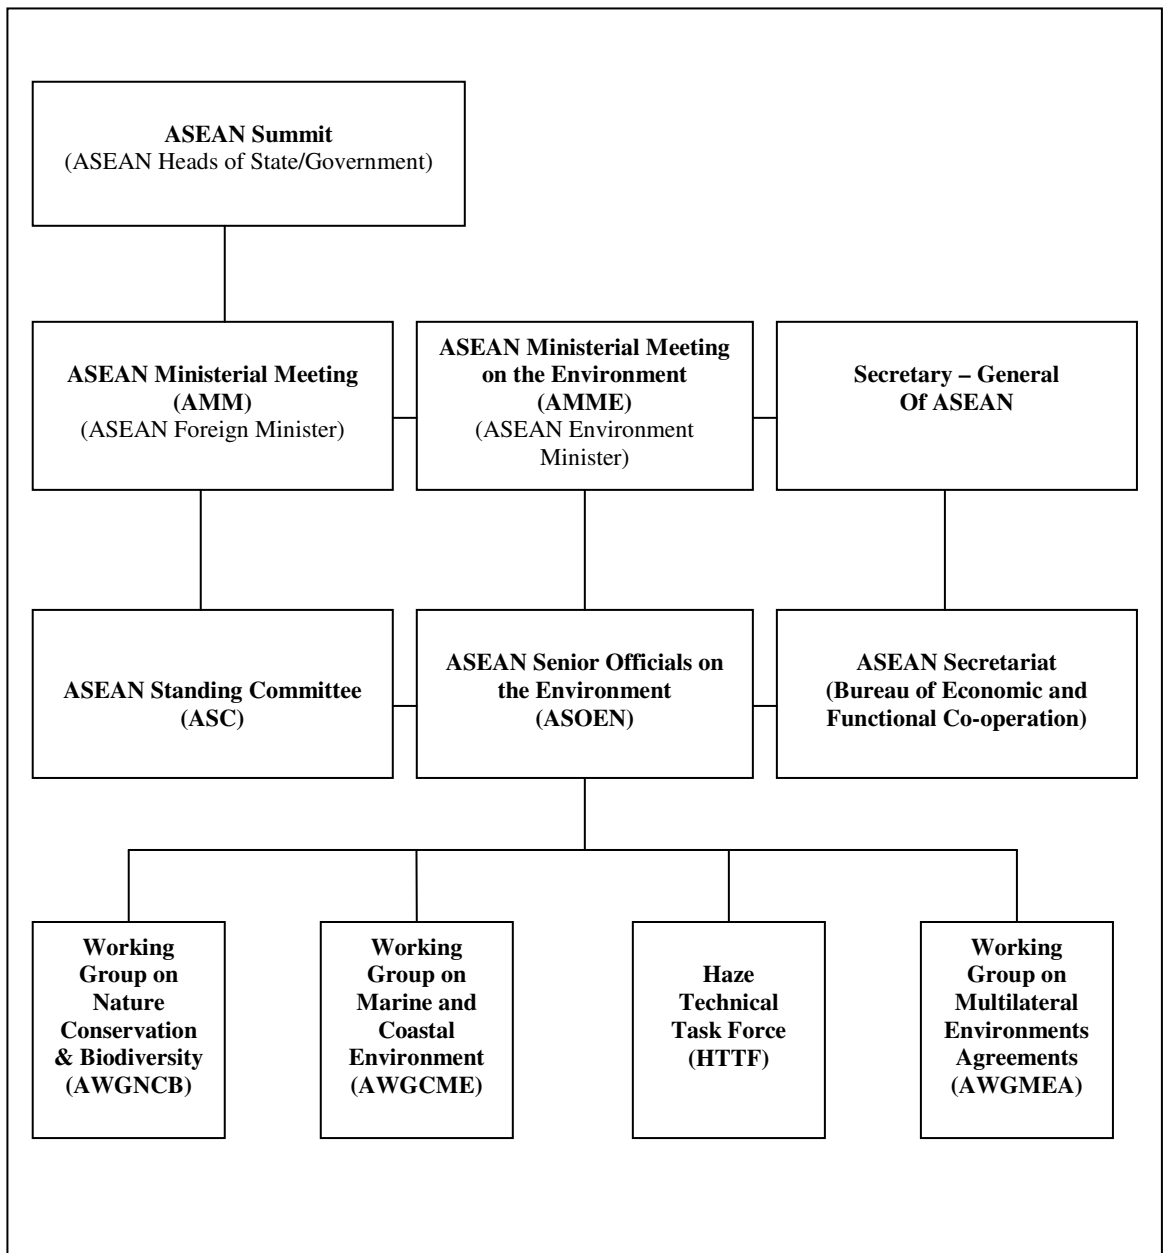 ASEAN Summit
(ASEAN Heads of State/Government)
ASEAN Ministerial Meeting
(AMM)
(ASEAN Foreign Minister)
ASEAN Ministerial Meeting
on the Environment
(AMME)
(ASEAN Environment
Minister)
Secretary – General
Of ASEAN
ASEAN Standing Committee
(ASC)
ASEAN Senior Officials on
the Environment
(ASOEN)
ASEAN Secretariat
(Bureau of Economic and
Functional Co-operation)
Working
Group on
Nature
Conservation
& Biodiversity
(AWGNCB)
Working
Group on
Marine and
Coastal
Environment
(AWGCME)
Haze
Technical
Task Force
(HTTF)
Working
Group on
Multilateral
Environments
Agreements
(AWGMEA)